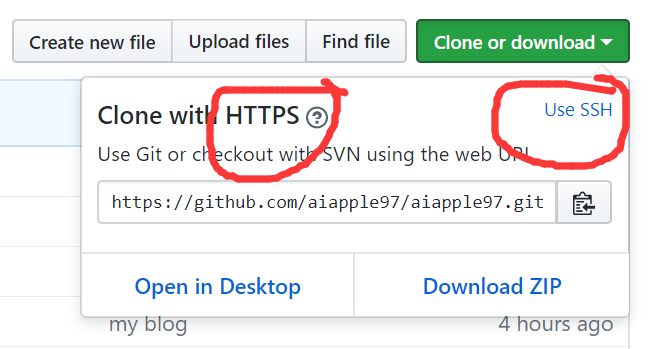 Create new file Upload files Find file Clone or download
Clone with HTTPS ? Use SSH
Use Git or checkout with SVN using the web URL
https://github.com/aiapple97/aiapple97.git
Open in Desktop Download ZIP
my blog 4 hours ago